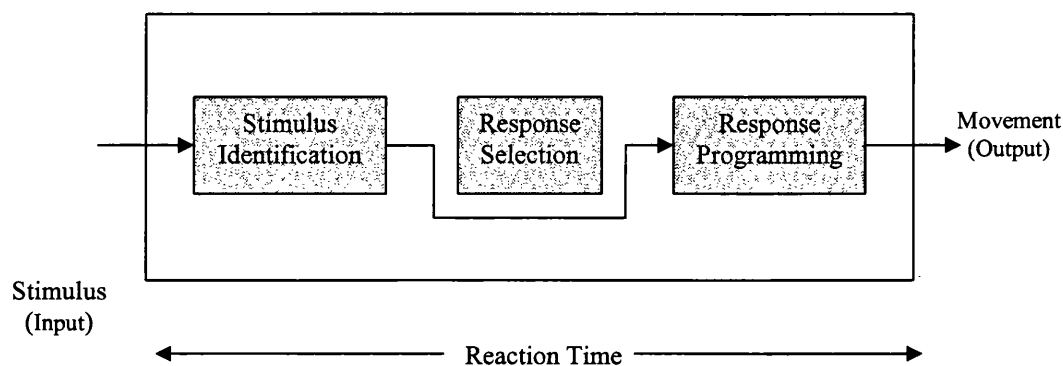 Stimulus
Identification
Response
Selection
Response
Programming
Movement
(Output)
Stimulus
(Input)
Reaction Time